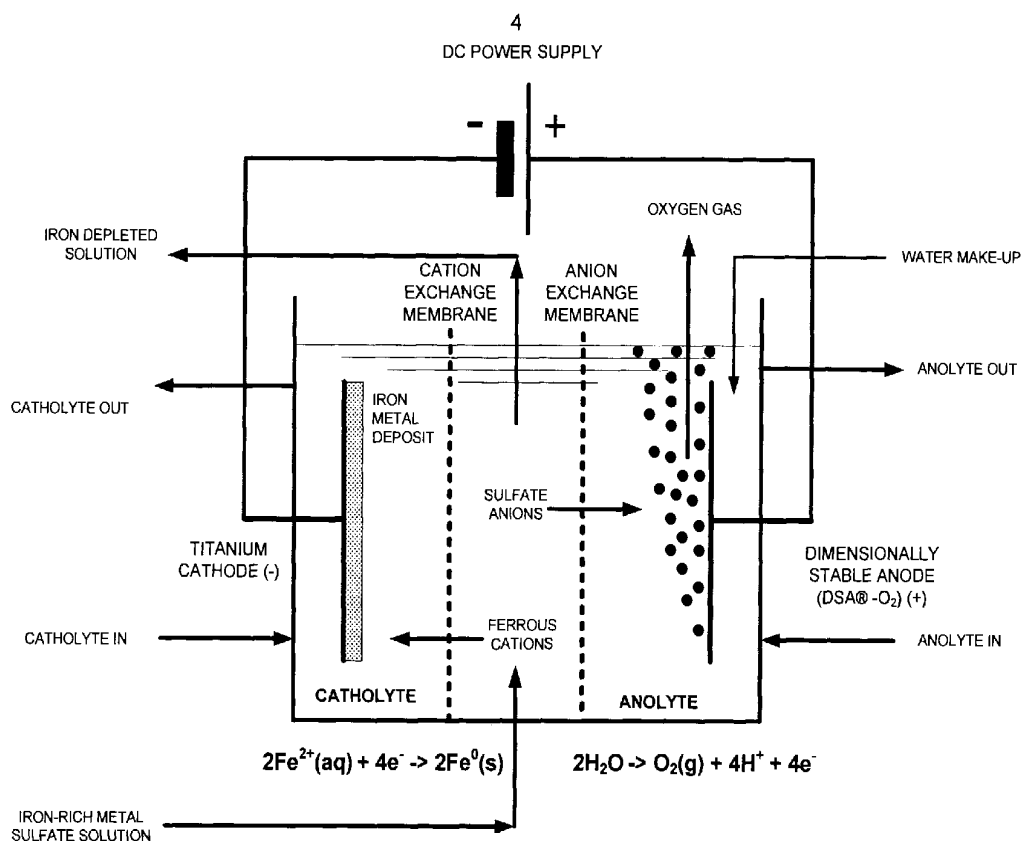 4
DC POWER SUPPLY
- +
OXYGEN GAS
IRON DEPLETED
SOLUTION
WATER MAKE-UP
CATION
EXCHANGE
MEMBRANE
ANION
EXCHANGE
MEMBRANE
ANOLYTE OUT
CATHOLYTE OUT
IRON
METAL
DEPOSIT
SULFATE
ANIONS
TITANIUM
CATHODE (-)
DIMENSIONALLY
STABLE ANODE
(DSA® -O₂) (+)
CATHOLYTE IN
FERROUS
CATIONS
ANOLYTE IN
CATHOLYTE
ANOLYTE
2Fe²⁺(aq) + 4e⁻ -> 2Fe⁰(s)
2H₂O -> O₂(g) + 4H⁺ + 4e⁻
IRON-RICH METAL
SULFATE SOLUTION